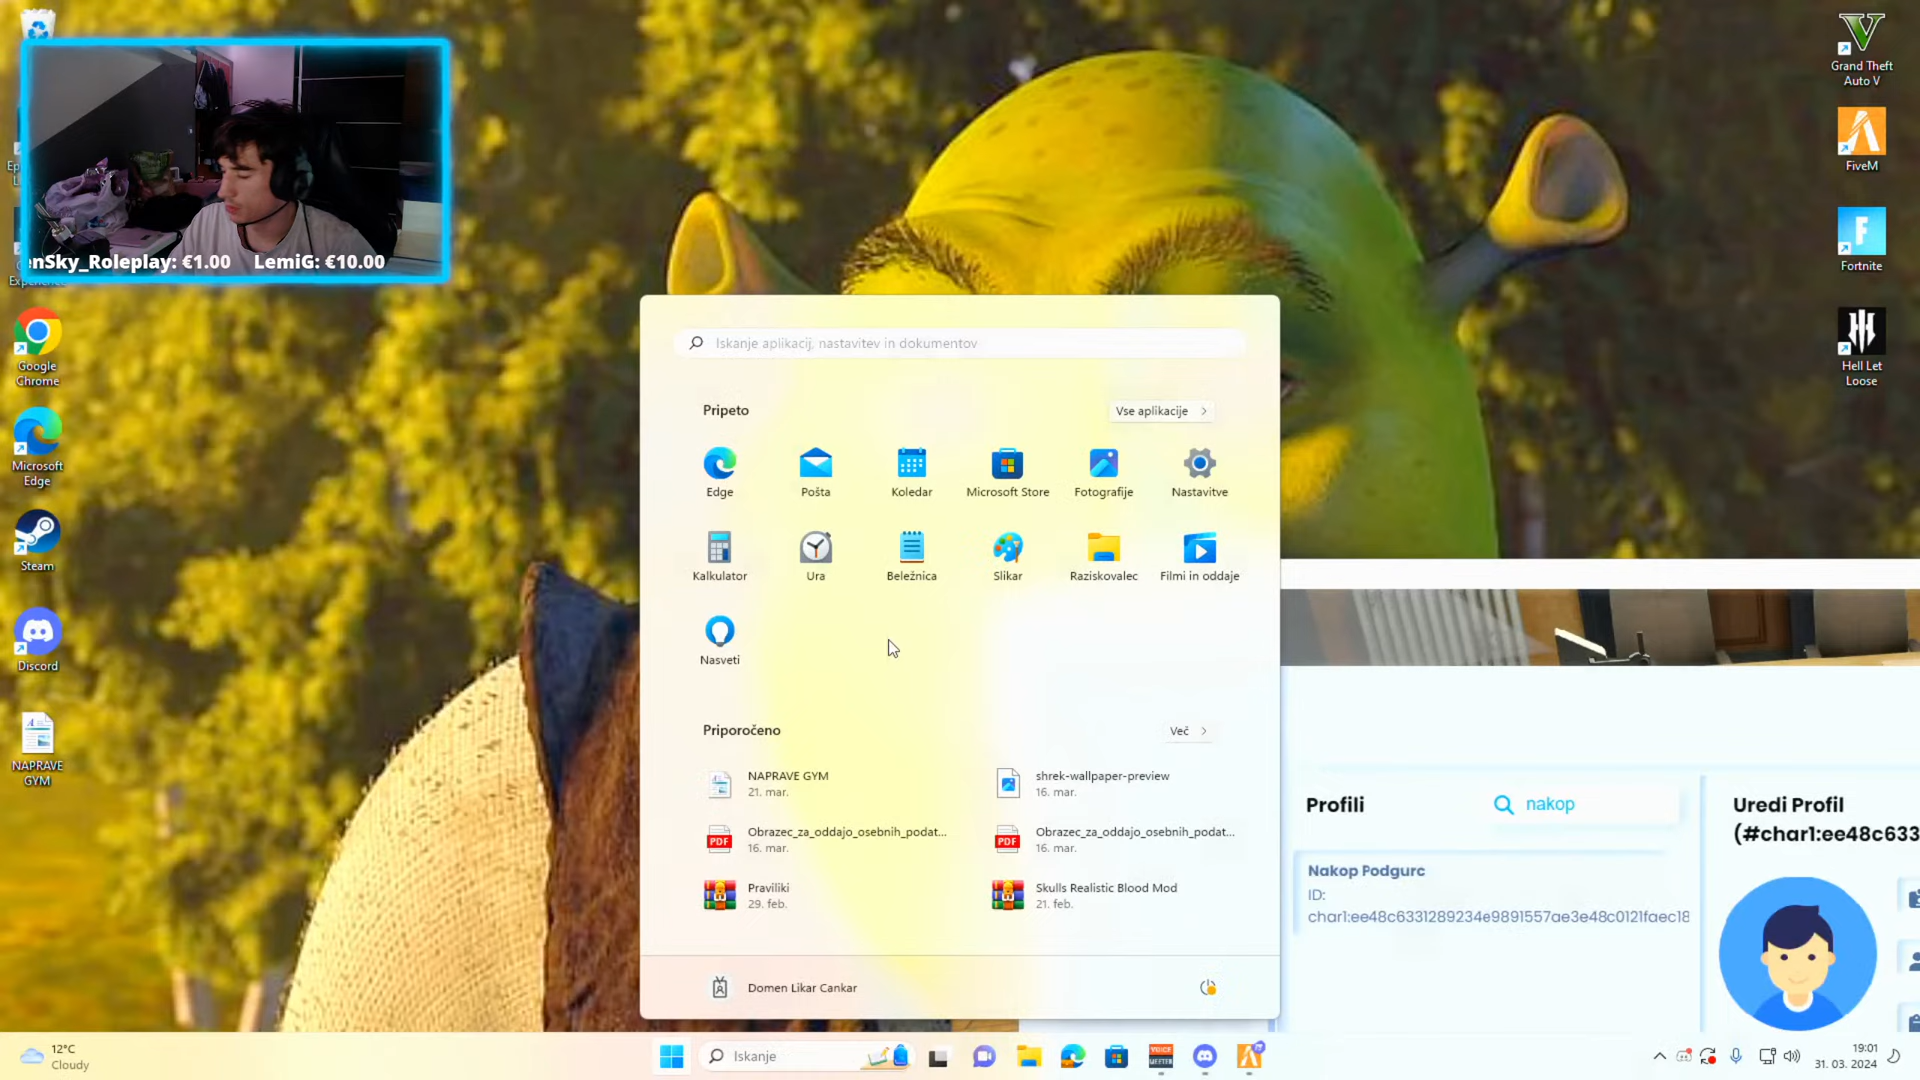 nSky_Roleplay: €1.00 LemiG: €10.00
Google
Chrome
Microsoft
Edge
Steam
Discord
NAPRAVE
GYM
Grand Theft
Auto V
FiveM
Fortnite
Hell Let
Loose
Iskanje aplikacij, nastavitev in dokumentov
Pripeto
Vse aplikacije
Edge
Pošta
Koledar
Microsoft Store
Fotografije
Nastavitve
Kalkulator
Ura
Beležnica
Slikar
Raziskovalec
Filmi in oddaje
Nasveti
Priporočeno
Več
NAPRAVE GYM
21. mar.
shrek-wallpaper-preview
16. mar.
PDF
Obrazec_za_oddajo_osebnih_podat...
16. mar.
PDF
Obrazec_za_oddajo_osebnih_podat...
16. mar.
Praviliki
29. feb.
Skulls Realistic Blood Mod
21. feb.
Domen Likar Cankar
Profili
nakop
Nakop Podgurc
ID:
char1:ee48c6331289234e9891557ae3e48c0121faec18
Uredi Profil
(#char1:ee48c633
12°C
Cloudy
Iskanje
VOICE
MEETER
19:01
31. 03. 2024